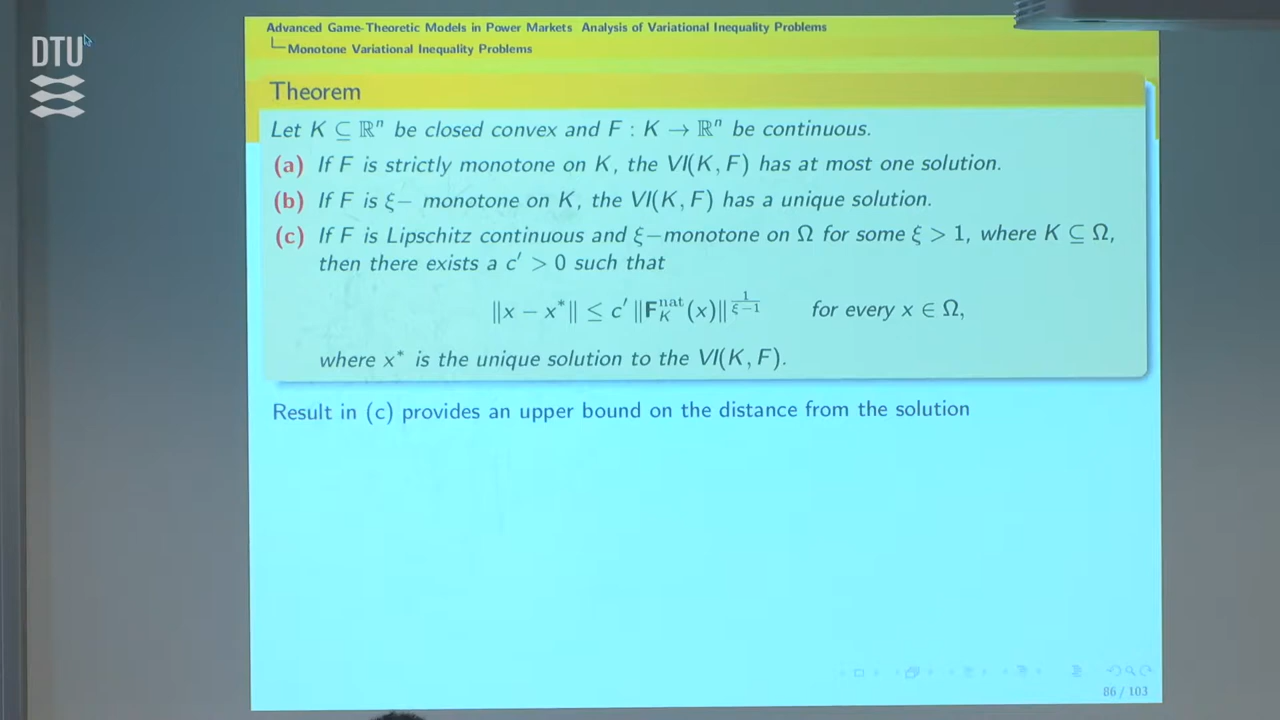 DTU
Advanced Game-Theoretic Models in Power Markets Analysis of Variational Inequality Problems
Monotone Variational Inequality Problems
Theorem
Let K ⊆ ℝⁿ be closed convex and F : K → ℝⁿ be continuous.
(a) If F is strictly monotone on K, the VI(K, F) has at most one solution.
(b) If F is ξ− monotone on K, the VI(K, F) has a unique solution.
(c) If F is Lipschitz continuous and ξ−monotone on Ω for some ξ > 1, where K ⊆ Ω,
then there exists a c′ > 0 such that
‖x − x*‖ ≤ c′ ‖F_K^nat(x)‖^(1/(ξ−1)) for every x ∈ Ω,
where x* is the unique solution to the VI(K, F).
Result in (c) provides an upper bound on the distance from the solution
86 / 103